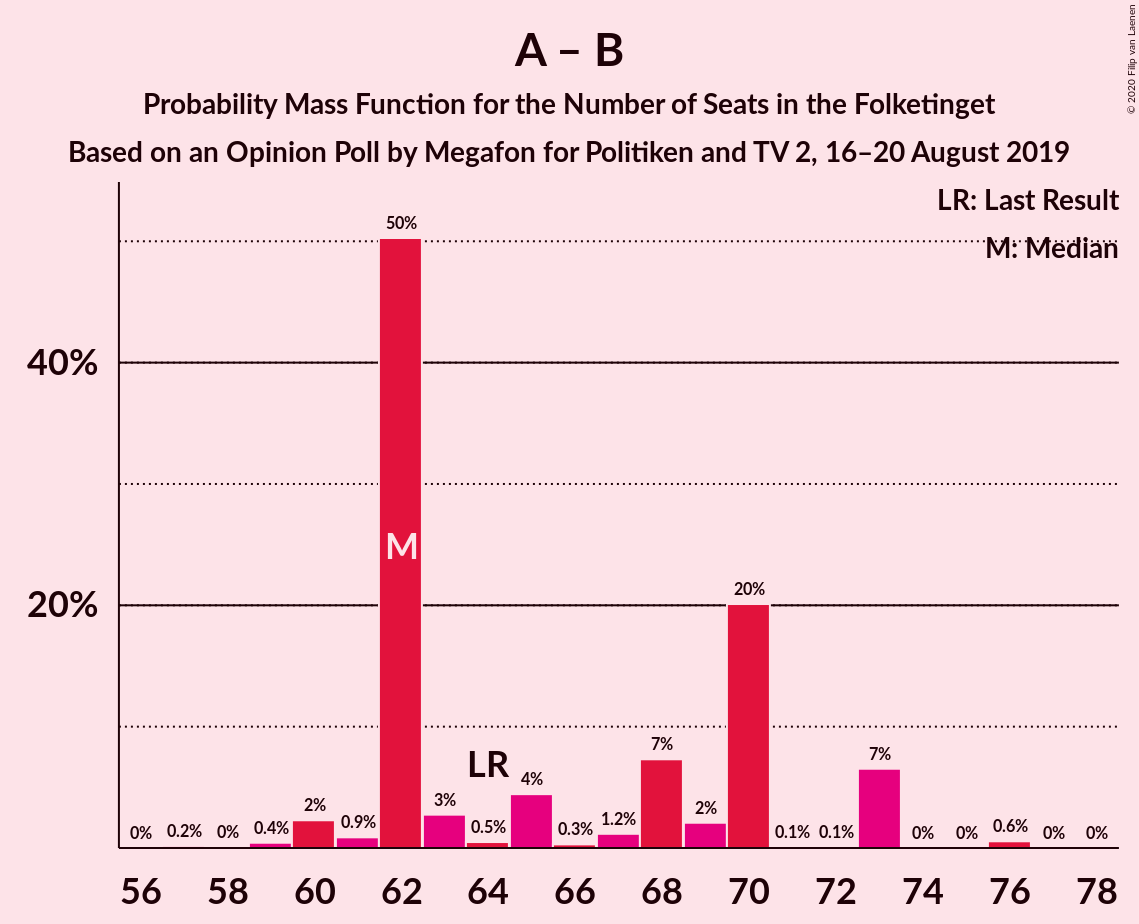 A – B
Probability Mass Function for the Number of Seats in the Folketinget
Based on an Opinion Poll by Megafon for Politiken and TV 2, 16–20 August 2019
© 2020 Filip van Laenen
LR: Last Result
M: Median
50%
40%
M
20%
20%
LR
0%
0.2%
0%
0.4%
2%
0.9%
3%
0.5%
4%
0.3%
1.2%
7%
2%
0.1%
0.1%
7%
0%
0%
0.6%
0%
0%
56 58 60 62 64 66 68 70 72 74 76 78